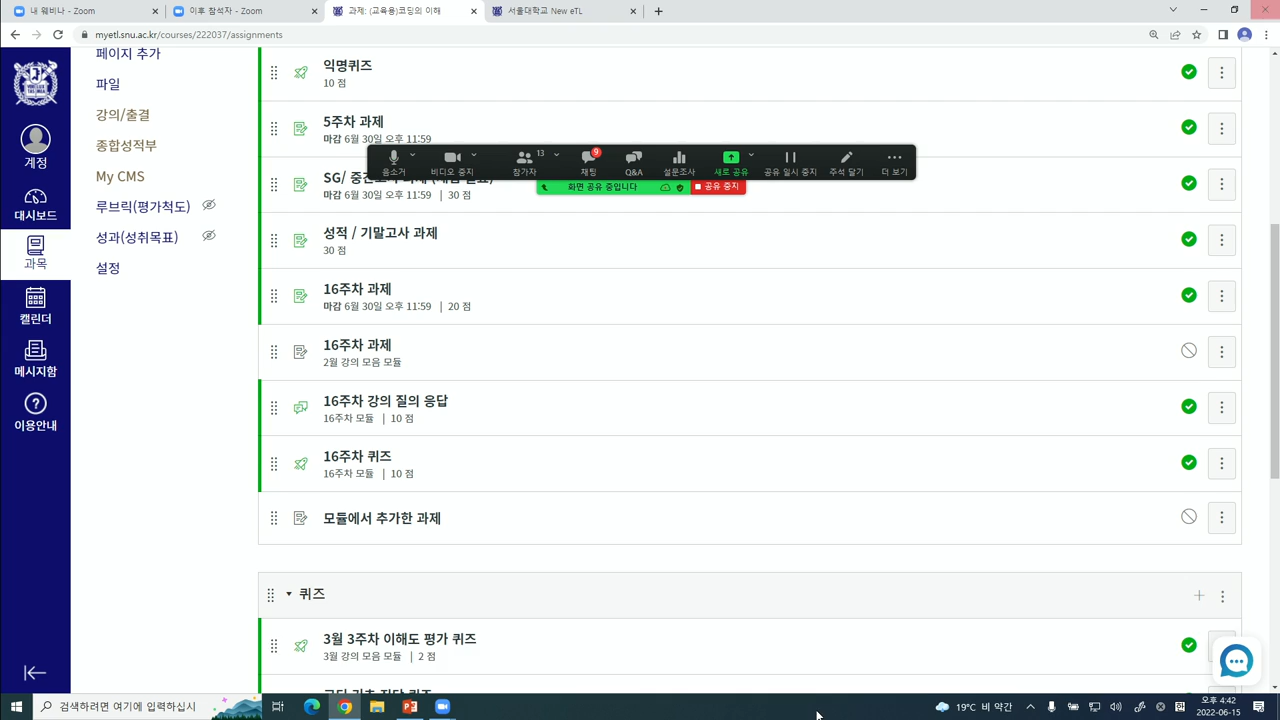 내 웨비나 - Zoom
이후 참석자 - Zoom
과제: (교육용)코딩의 이해
서울대학교 New eTL
myetl.snu.ac.kr/courses/222037/assignments
계정
대시보드
과목
캘린더
메시지함
이용안내
페이지 추가
파일
강의/출결
종합성적부
My CMS
루브릭(평가척도)
성과(성취목표)
설정
익명퀴즈
10 점
5주차 과제
마감 6월 30일 오후 11:59
음소거
비디오 중지
13
참가자
9
채팅
Q&A
설문조사
새로 공유
공유 일시 중지
주석 달기
더 보기
화면 공유 중입니다
공유 중지
SG/
마감 6월 30일 오후 11:59 | 30 점
성적 / 기말고사 과제
30 점
16주차 과제
마감 6월 30일 오후 11:59 | 20 점
16주차 과제
2월 강의 모음 모듈
16주차 강의 질의 응답
16주차 모듈 | 10 점
16주차 퀴즈
16주차 모듈 | 10 점
모듈에서 추가한 과제
퀴즈
3월 3주차 이해도 평가 퀴즈
3월 강의 모음 모듈 | 2 점
검색하려면 여기에 입력하십시
19°C 비 약간
오후 4:42
2022-06-15